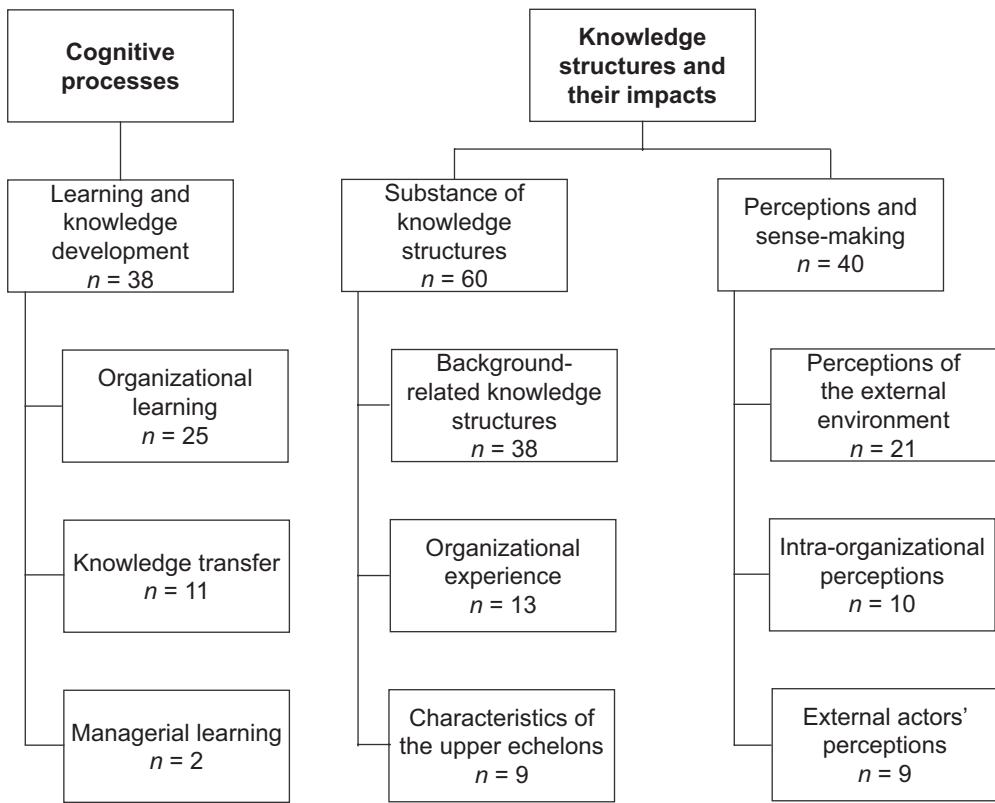 Cognitive
processes
Knowledge
structures and
their impacts
Learning and
knowledge
development
n = 38
Substance of
knowledge
structures
n = 60
Perceptions and
sense-making
n = 40
Organizational
learning
n = 25
Background-
related knowledge
structures
n = 38
Perceptions of
the external
environment
n = 21
Knowledge transfer
n = 11
Organizational
experience
n = 13
Intra-organizational
perceptions
n = 10
Managerial learning
n = 2
Characteristics of
the upper echelons
n = 9
External actors’
perceptions
n = 9